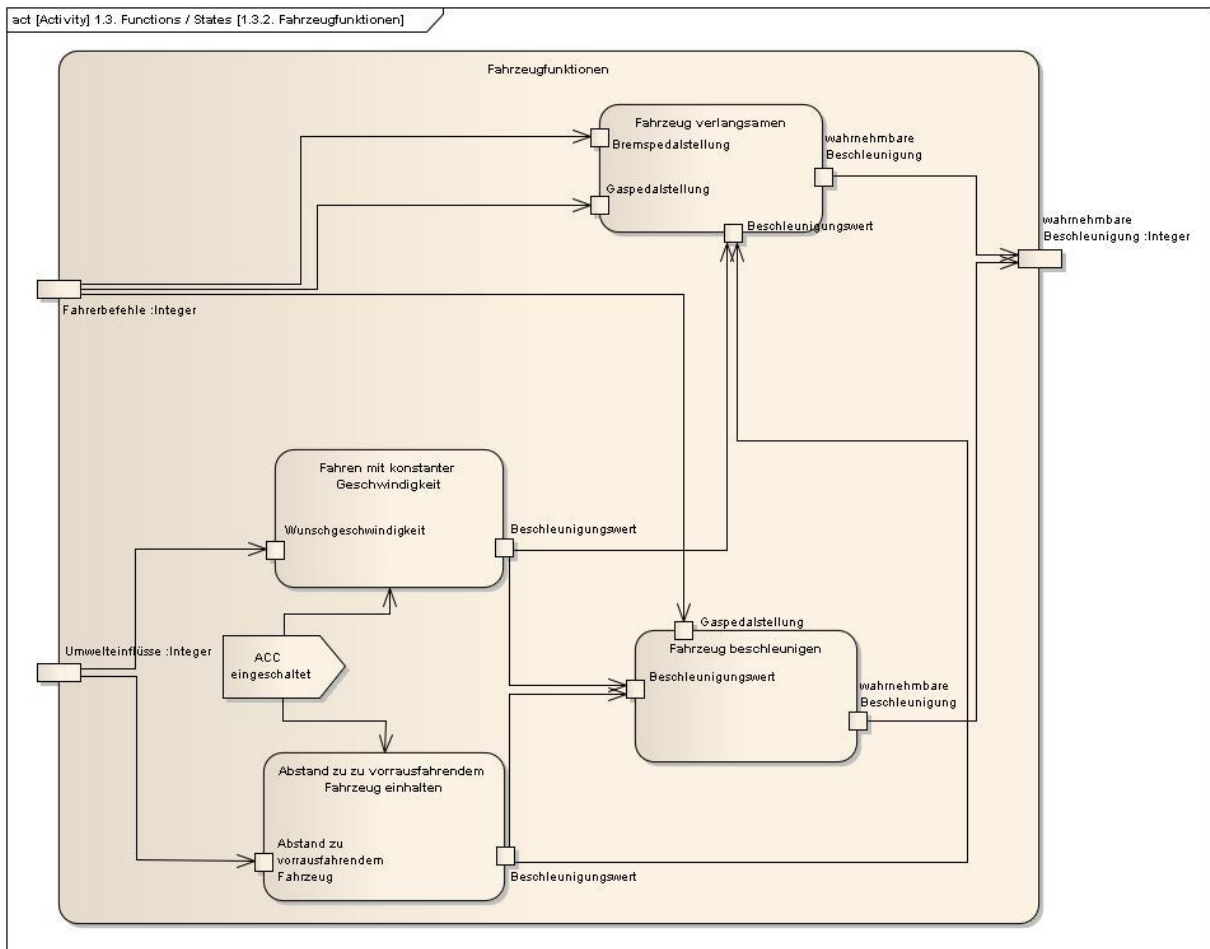 act [Activity] 1.3. Functions / States [1.3.2. Fahrzeugfunktionen]
Fahrzeugfunktionen
Fahrzeug verlangsamen
Bremspedalstellung
Gaspedalstellung
Beschleunigungswert
wahrnehmbare
Beschleunigung
wahrnehmbare
Beschleunigung :Integer
Fahrerbefehle :Integer
Fahren mit konstanter
Geschwindigkeit
Wunschgeschwindigkeit
Beschleunigungswert
Umwelteinflüsse :Integer
ACC
eingeschaltet
Gaspedalstellung
Fahrzeug beschleunigen
Beschleunigungswert
wahrnehmbare
Beschleunigung
Abstand zu zu vorrausfahrendem
Fahrzeug einhalten
Abstand zu
vorrausfahrendem
Fahrzeug
Beschleunigungswert